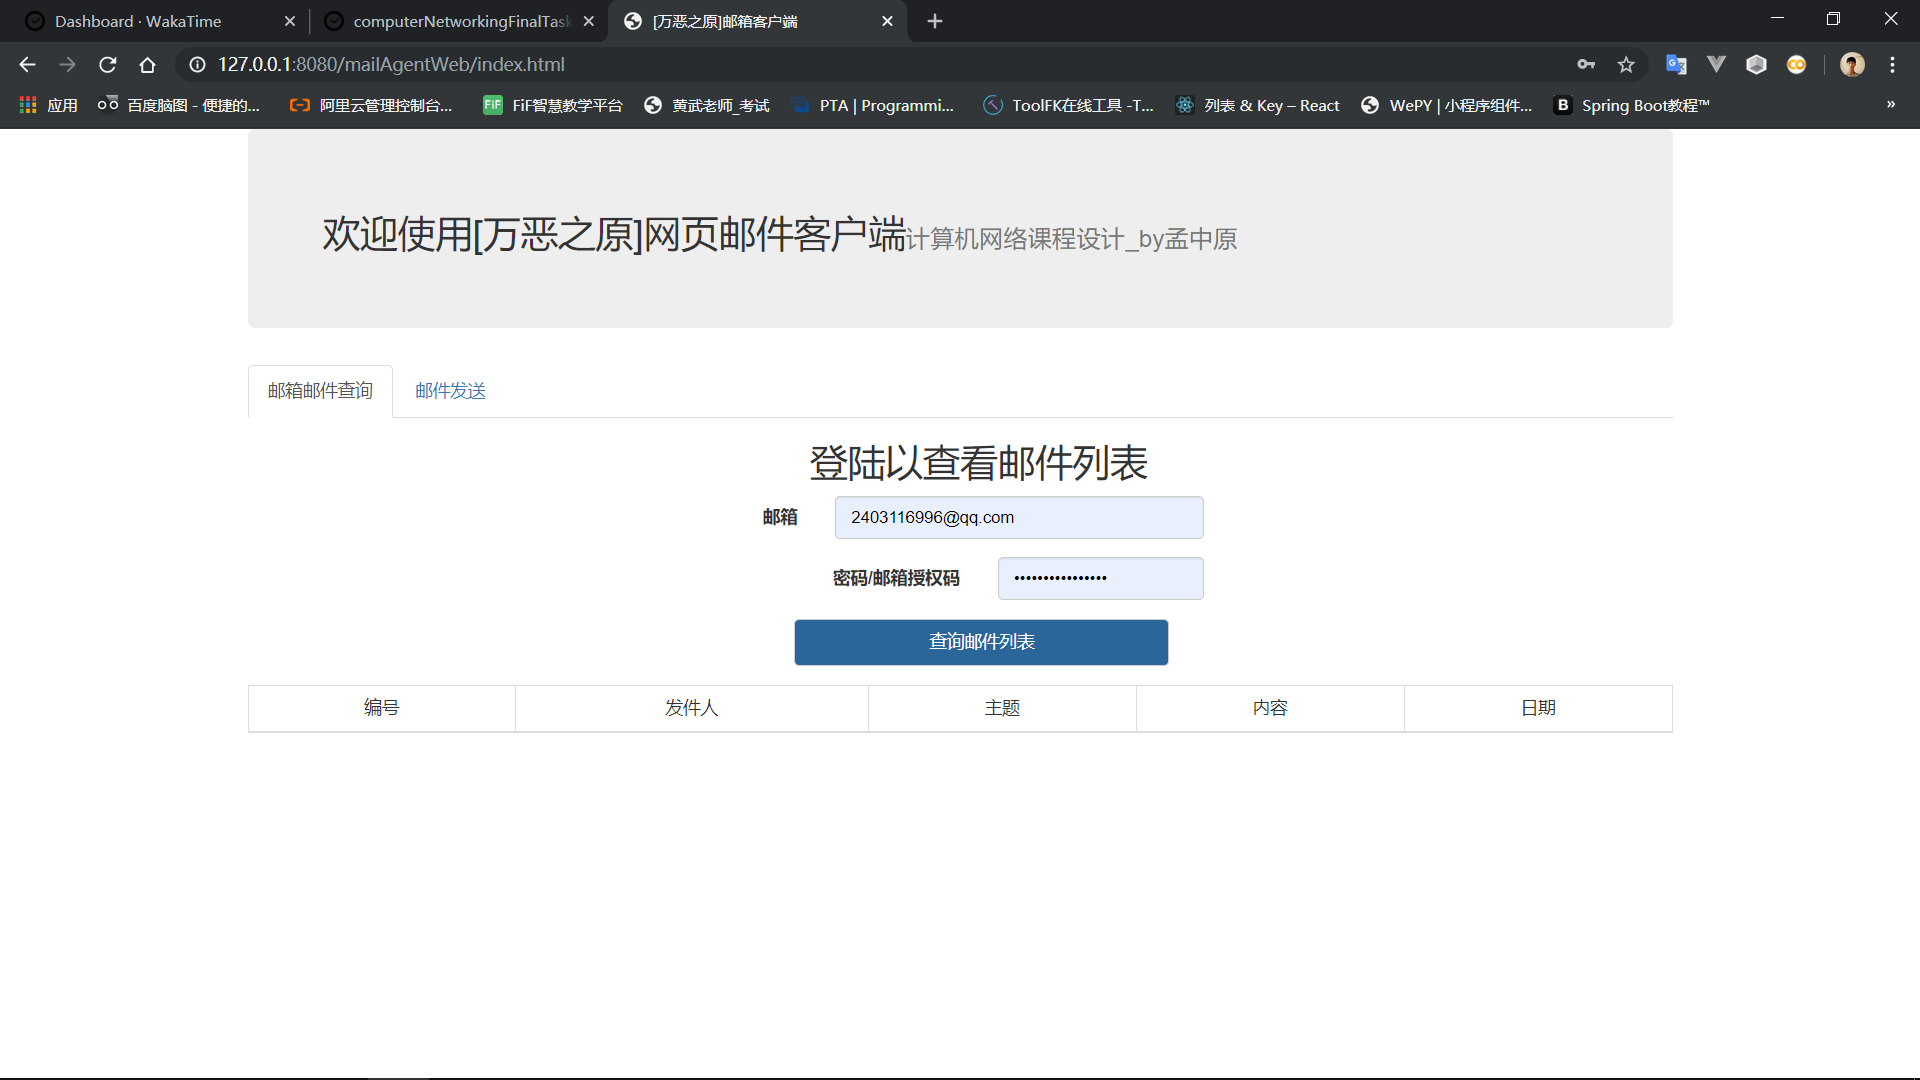 Dashboard · WakaTime
computerNetworkingFinalTask
[万恶之原]邮箱客户端
127.0.0.1:8080/mailAgentWeb/index.html
应用
百度脑图 - 便捷的...
阿里云管理控制台...
FiF
FiF智慧教学平台
黄武老师_考试
PTA | Programmi...
ToolFK在线工具 -T...
列表 & Key – React
WePY | 小程序组件...
B
Spring Boot教程™
»
欢迎使用[万恶之原]网页邮件客户端计算机网络课程设计_by孟中原
邮箱邮件查询
邮件发送
登陆以查看邮件列表
邮箱
2403116996@qq.com
密码/邮箱授权码
••••••••••••••••
查询邮件列表
编号
发件人
主题
内容
日期